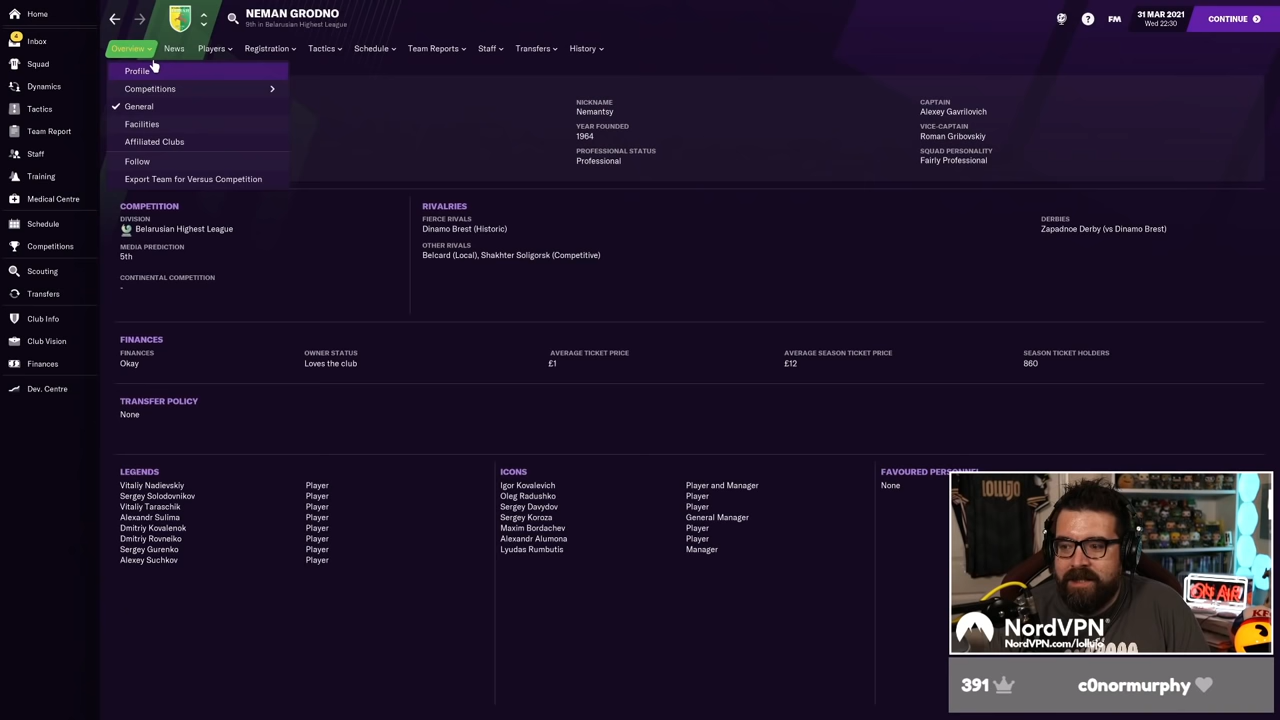 Home
4
Inbox
Squad
Dynamics
Tactics
Team Report
Staff
Training
Medical Centre
Schedule
Competitions
Scouting
Transfers
Club Info
Club Vision
Finances
Dev. Centre
NEMAN GRODNO
9th in Belarusian Highest League
FM
31 MAR 2021
Wed 22:30
CONTINUE
Overview
News
Players
Registration
Tactics
Schedule
Team Reports
Staff
Transfers
History
Profile
Competitions
General
Facilities
Affiliated Clubs
Follow
Export Team for Versus Competition
NICKNAME
Nemantsy
YEAR FOUNDED
1964
PROFESSIONAL STATUS
Professional
CAPTAIN
Alexey Gavrilovich
VICE-CAPTAIN
Roman Gribovskiy
SQUAD PERSONALITY
Fairly Professional
COMPETITION
DIVISION
Belarusian Highest League
MEDIA PREDICTION
5th
CONTINENTAL COMPETITION
-
RIVALRIES
FIERCE RIVALS
Dinamo Brest (Historic)
OTHER RIVALS
Belcard (Local), Shakhter Soligorsk (Competitive)
DERBIES
Zapadnoe Derby (vs Dinamo Brest)
FINANCES
FINANCES
Okay
OWNER STATUS
Loves the club
AVERAGE TICKET PRICE
£1
AVERAGE SEASON TICKET PRICE
£12
SEASON TICKET HOLDERS
860
TRANSFER POLICY
None
LEGENDS
Vitaliy Nadievskiy Player
Sergey Solodovnikov Player
Vitaliy Taraschik Player
Alexandr Sulima Player
Dmitriy Kovalenok Player
Dmitriy Rovneiko Player
Sergey Gurenko Player
Alexey Suchkov Player
ICONS
Igor Kovalevich Player and Manager
Oleg Radushko Player
Sergey Davydov Player
Sergey Koroza General Manager
Maxim Bordachev Player
Alexandr Alumona Player
Lyudas Rumbutis Manager
FAVOURED PERSONNEL
None
lollujo
ON AIR
NordVPN®
NordVPN.com/lollujo
391
c0normurphy